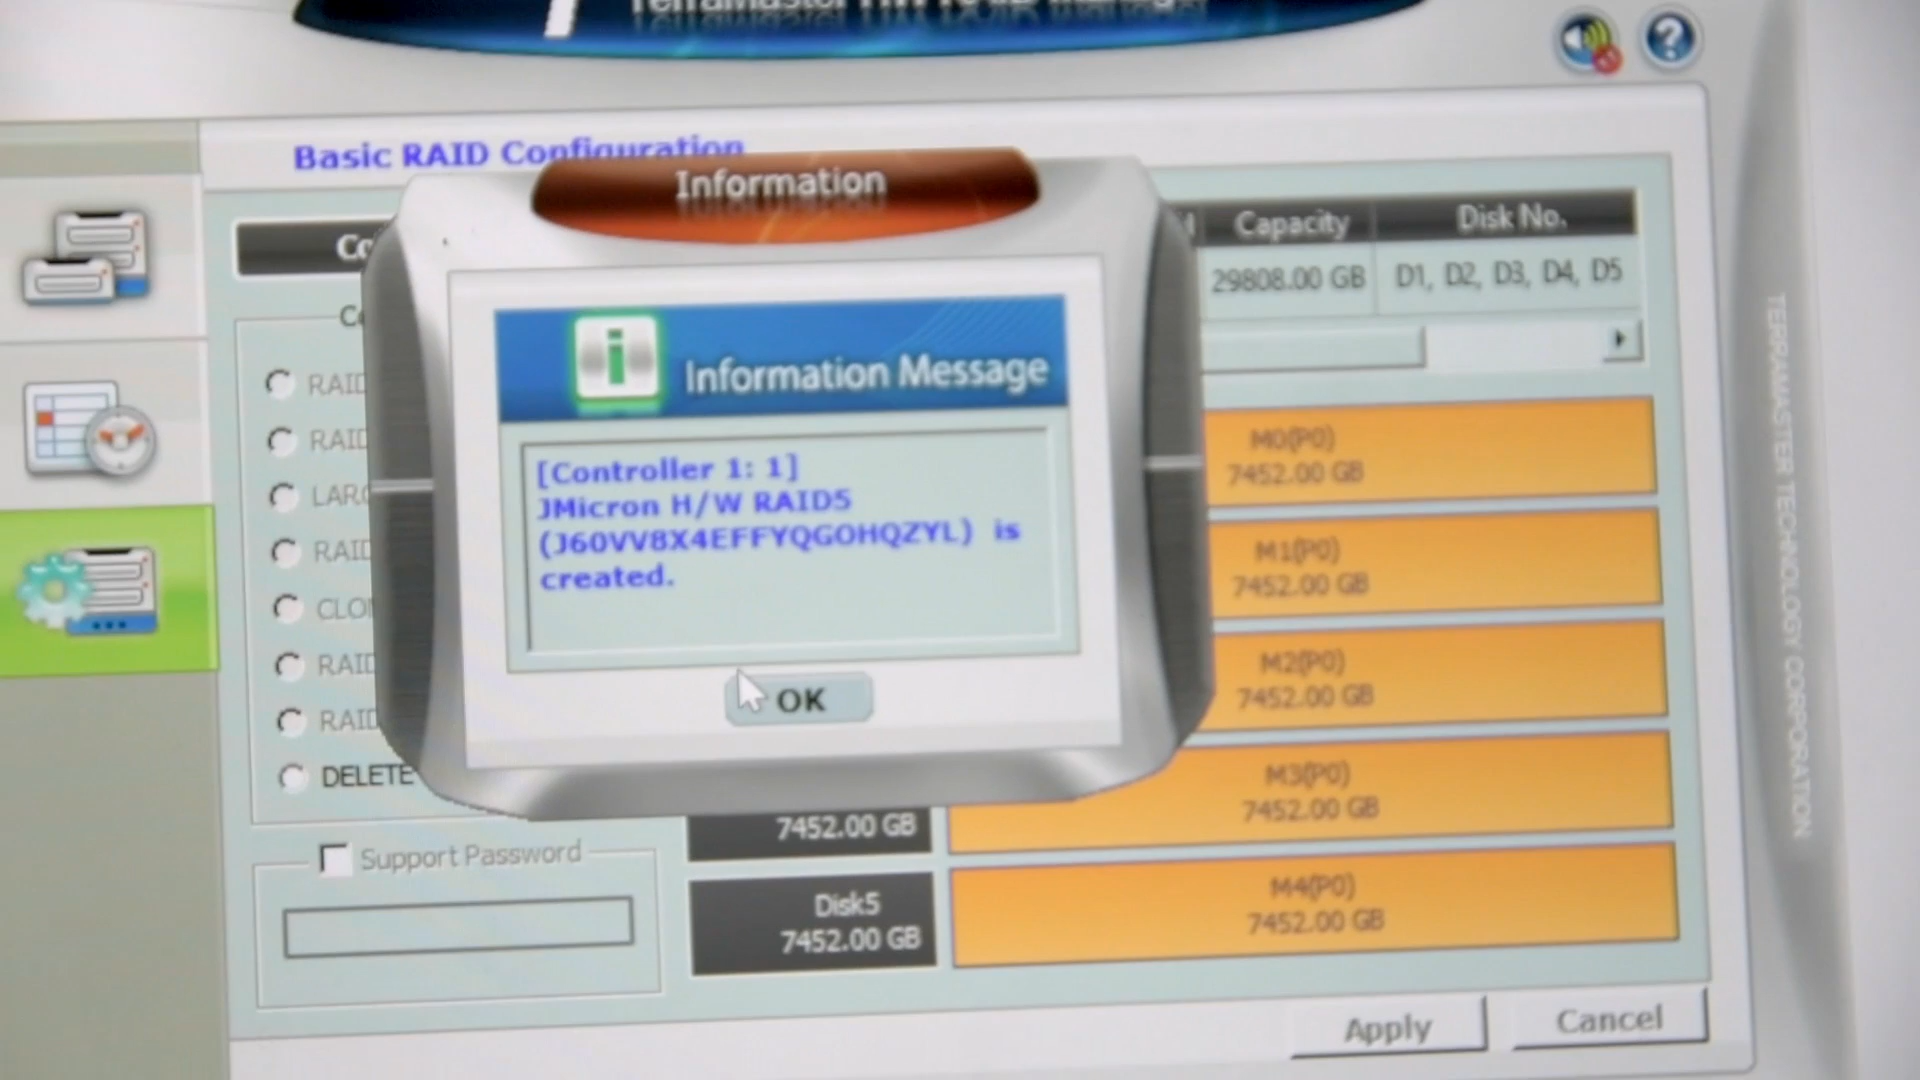 Basic RAID Configuration
Information
Capacity
Disk No.
29808.00 GB
D1, D2, D3, D4, D5
Information Message
[Controller 1: 1]
JMicron H/W RAID5
(J60VV8X4EFFYQGOHQZYL) is
created.
OK
RAID
RAID
RAID
RAID
RAID
DELETE
Support Password
M0(P0)
7452.00 GB
M1(P0)
7452.00 GB
M2(P0)
7452.00 GB
M3(P0)
7452.00 GB
7452.00 GB
Disk5
7452.00 GB
M4(P0)
7452.00 GB
Apply
Cancel
TERRAMASTER TECHNOLOGY CORPORATION